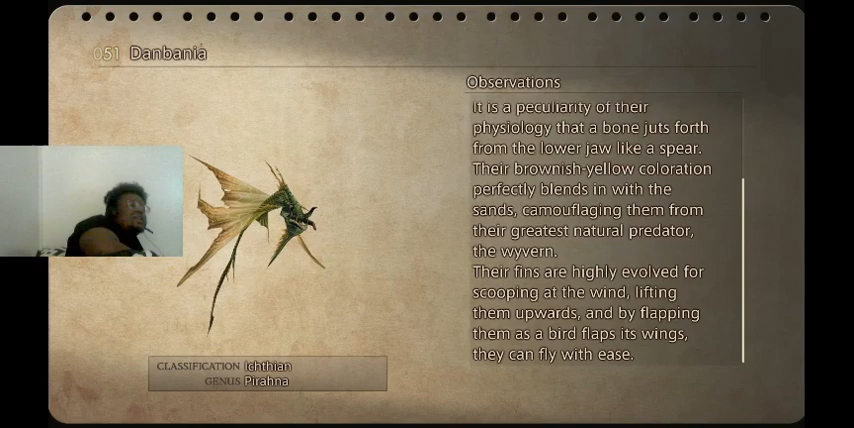 051 Danbania
Observations
It is a peculiarity of their
physiology that a bone juts forth
from the lower jaw like a spear.
Their brownish-yellow coloration
perfectly blends in with the
sands, camouflaging them from
their greatest natural predator,
the wyvern.
Their fins are highly evolved for
scooping at the wind, lifting
them upwards, and by flapping
them as a bird flaps its wings,
they can fly with ease.
CLASSIFICATION Ichthian
GENUS Pirahna